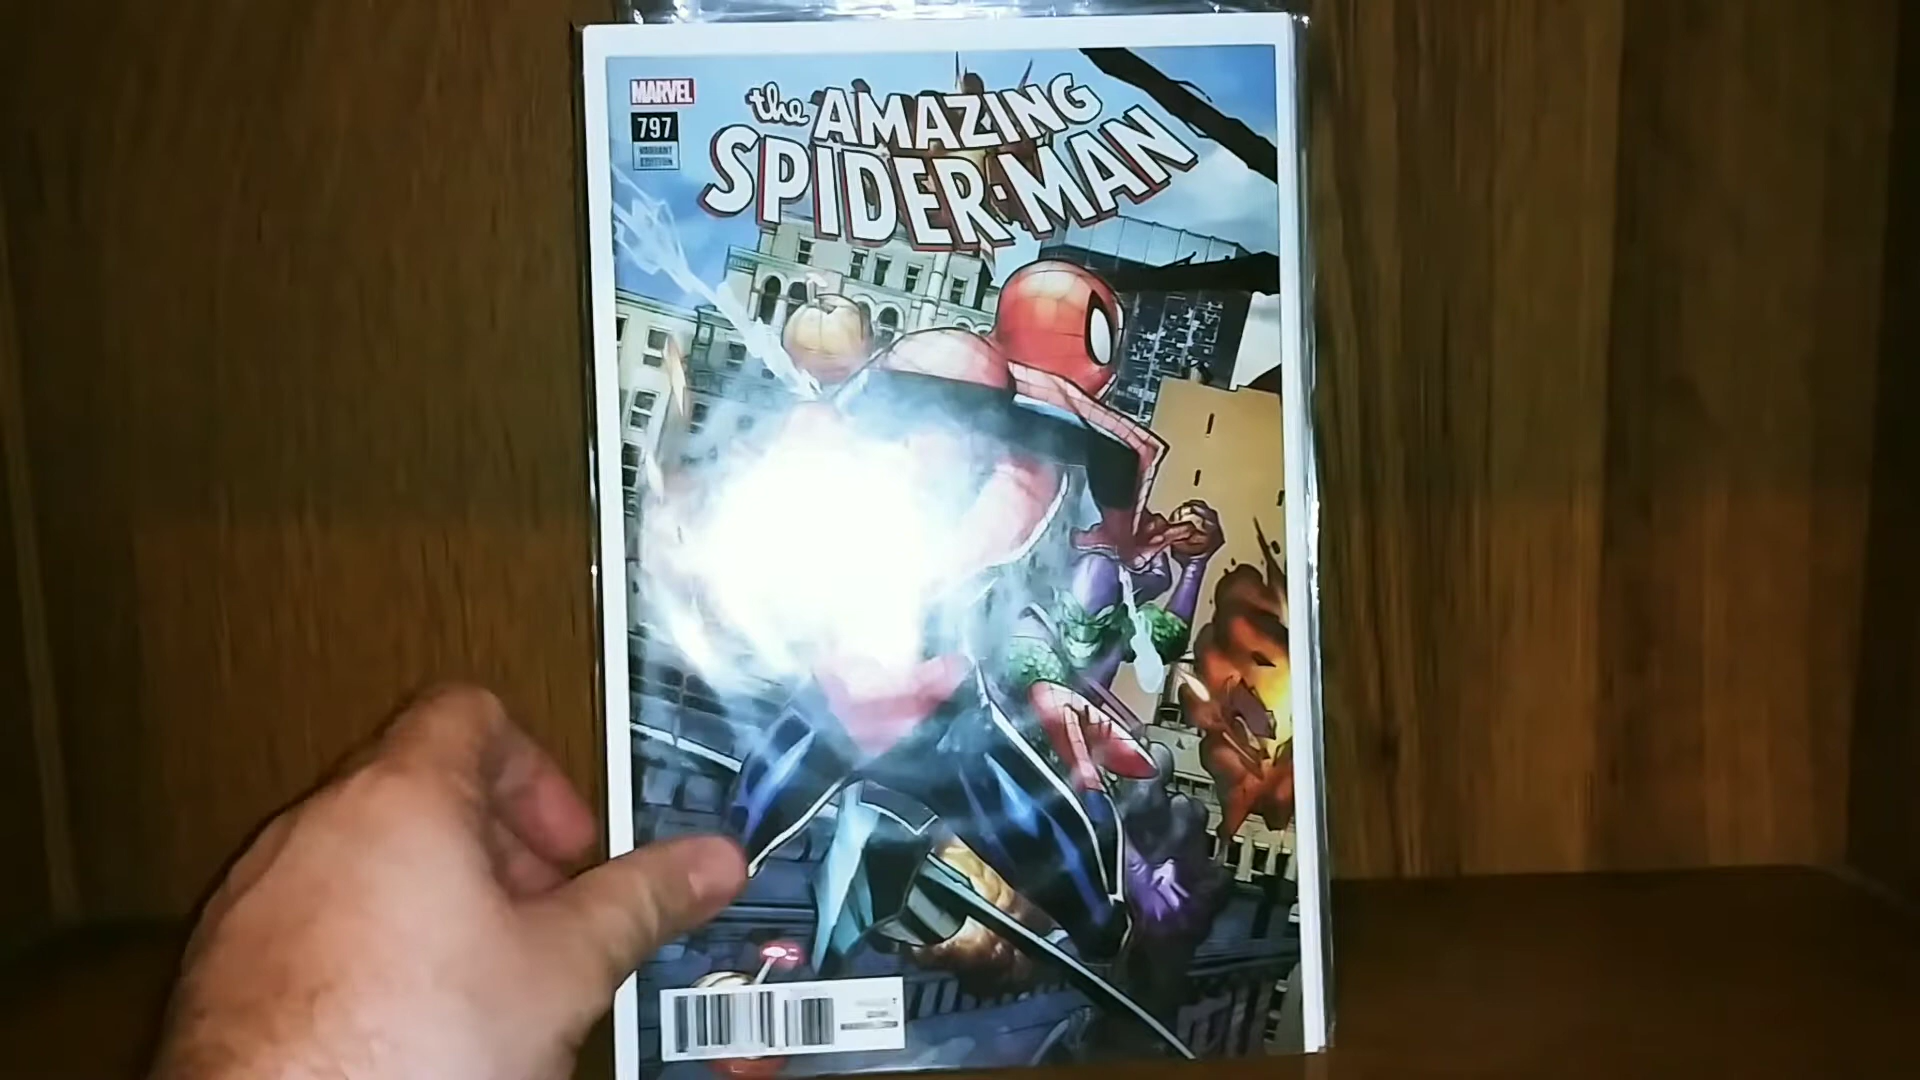 MARVEL
797
VARIANT
EDITION
the AMAZING
SPIDER-MAN